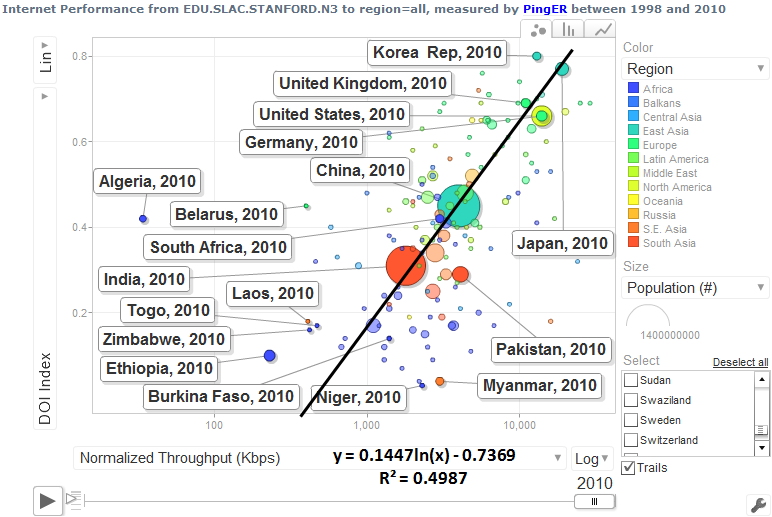 Internet Performance from EDU.SLAC.STANFORD.N3 to region=all, measured by PingER between 1998 and 2010
Lin
DOI Index
0.8
0.6
0.4
0.2
Korea Rep, 2010
United Kingdom, 2010
United States, 2010
Germany, 2010
China, 2010
Algeria, 2010
Belarus, 2010
South Africa, 2010
Japan, 2010
India, 2010
Laos, 2010
Togo, 2010
Zimbabwe, 2010
Pakistan, 2010
Ethiopia, 2010
Burkina Faso, 2010
Niger, 2010
Myanmar, 2010
100
1,000
10,000
Normalized Throughput (Kbps)
y = 0.1447ln(x) - 0.7369
R² = 0.4987
Log
2010
Color
Region
Africa
Balkans
Central Asia
East Asia
Europe
Latin America
Middle East
North America
Oceania
Russia
S.E. Asia
South Asia
Size
Population (#)
1400000000
Select
Deselect all
Sudan
Swaziland
Sweden
Switzerland
Trails